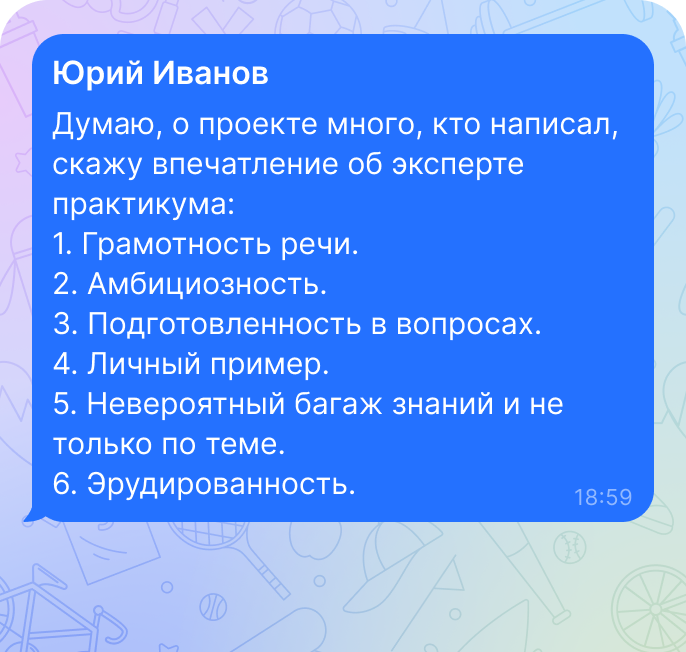 Юрий Иванов
Думаю, о проекте много, кто написал,
скажу впечатление об эксперте
практикума:
1. Грамотность речи.
2. Амбициозность.
3. Подготовленность в вопросах.
4. Личный пример.
5. Невероятный багаж знаний и не
только по теме.
6. Эрудированность.
18:59